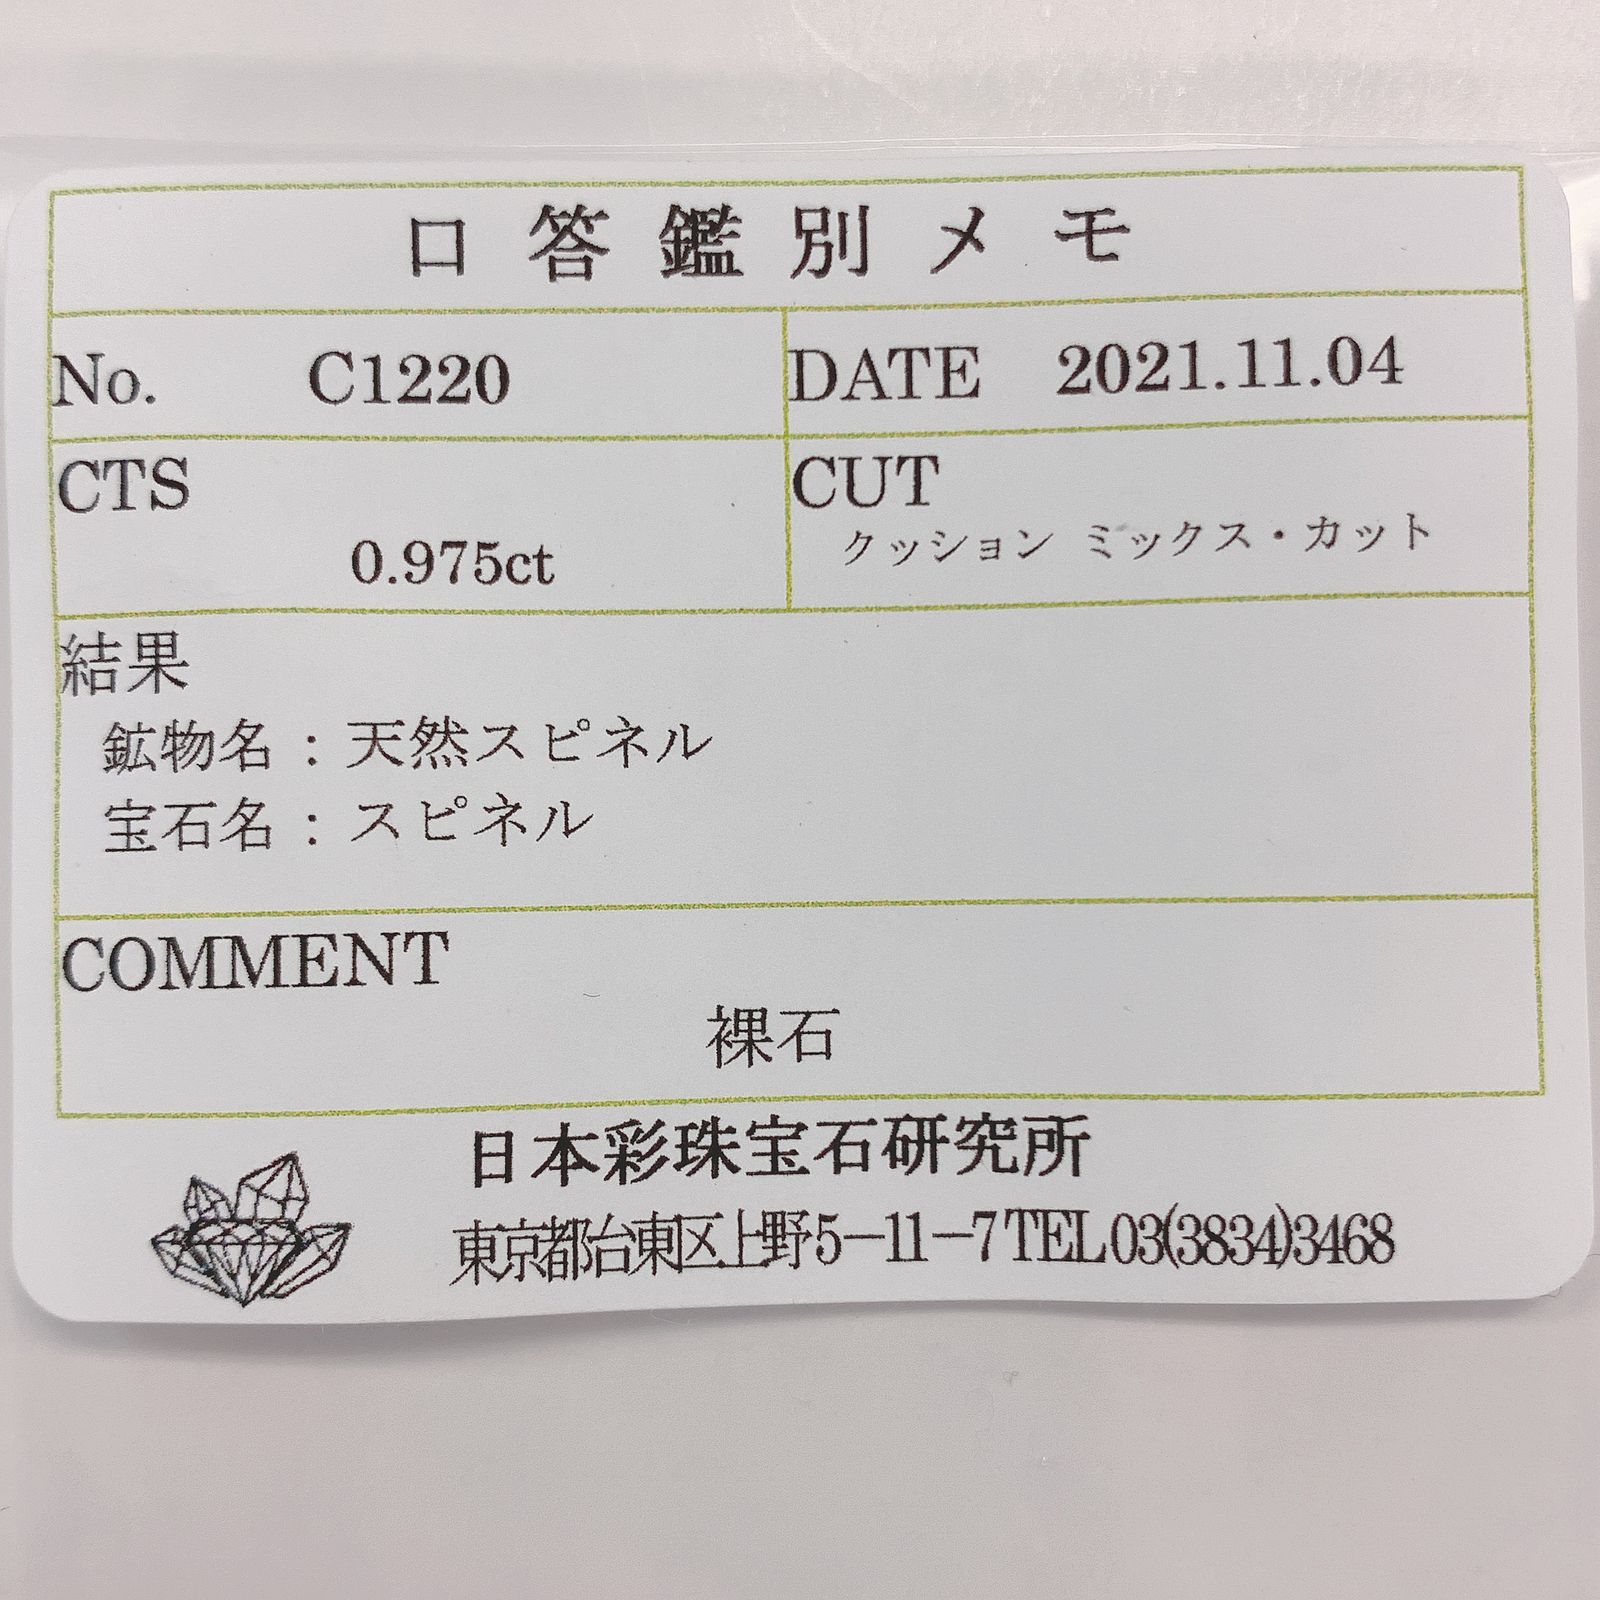 口答鑑別メモ
No. C1220
DATE 2021.11.04
CTS
0.975ct
CUT
クッション ミックス・カット
結果
鉱物名：天然スピネル
宝石名：スピネル
COMMENT
裸石
日本彩珠宝石研究所
東京都台東区上野5－11－7 TEL 03(3834)3468